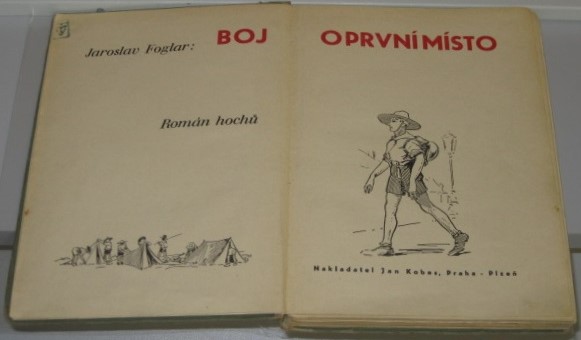 BOJ O PRVNÍ MÍSTO
Jaroslav Foglar:
Román hochů
Nakladatel Jan Kobes, Praha - Plzeň